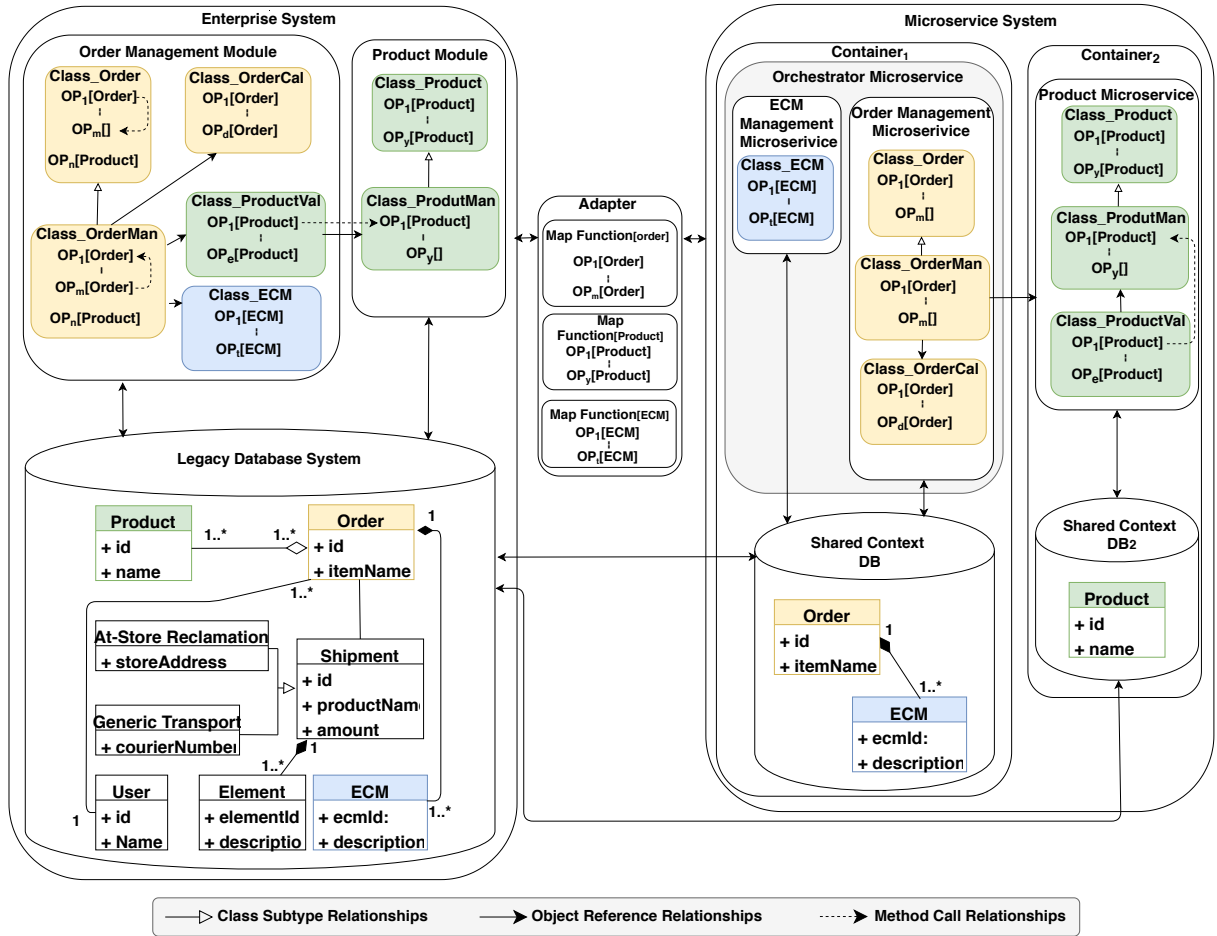 Enterprise System
Order Management Module
Class_Order
OP1[Order]
OPm[]
OPn[Product]
Class_OrderCal
OP1[Order]
OPd[Order]
Class_OrderMan
OP1[Order]
OPm[Order]
OPn[Product]
Class_ProductVal
OP1[Product]
OPe[Product]
Class_ECM
OP1[ECM]
OPt[ECM]
Product Module
Class_Product
OP1[Product]
OPy[Product]
Class_ProdutMan
OP1[Product]
OPy[]
Legacy Database System
Product
+ id
+ name
1..*
1..*
Order
+ id
+ itemName
1
1..*
At-Store Reclamation
+ storeAddress
Generic Transport
+ courierNumber
Shipment
+ id
+ productName
+ amount
1
1..*
User
+ id
+ Name
1
Element
+ elementId
+ descriptio
ECM
+ ecmId:
+ description
1..*
Adapter
Map Function[order]
OP1[Order]
OPm[Order]
Map
Function[Product]
OP1[Product]
OPy[Product]
Map Function[ECM]
OP1[ECM]
OPt[ECM]
Microservice System
Container1
Orchestrator Microservice
ECM
Management
Microserivice
Class_ECM
OP1[ECM]
OPt[ECM]
Order Management
Microserivice
Class_Order
OP1[Order]
OPm[]
Class_OrderMan
OP1[Order]
OPm[]
Class_OrderCal
OP1[Order]
OPd[Order]
Shared Context
DB
Order
+ id
+ itemName
1
1..*
ECM
+ ecmId:
+ description
Container2
Product Microservice
Class_Product
OP1[Product]
OPy[Product]
Class_ProdutMan
OP1[Product]
OPy[]
Class_ProductVal
OP1[Product]
OPe[Product]
Shared Context
DB2
Product
+ id
+ name
Class Subtype Relationships
Object Reference Relationships
Method Call Relationships